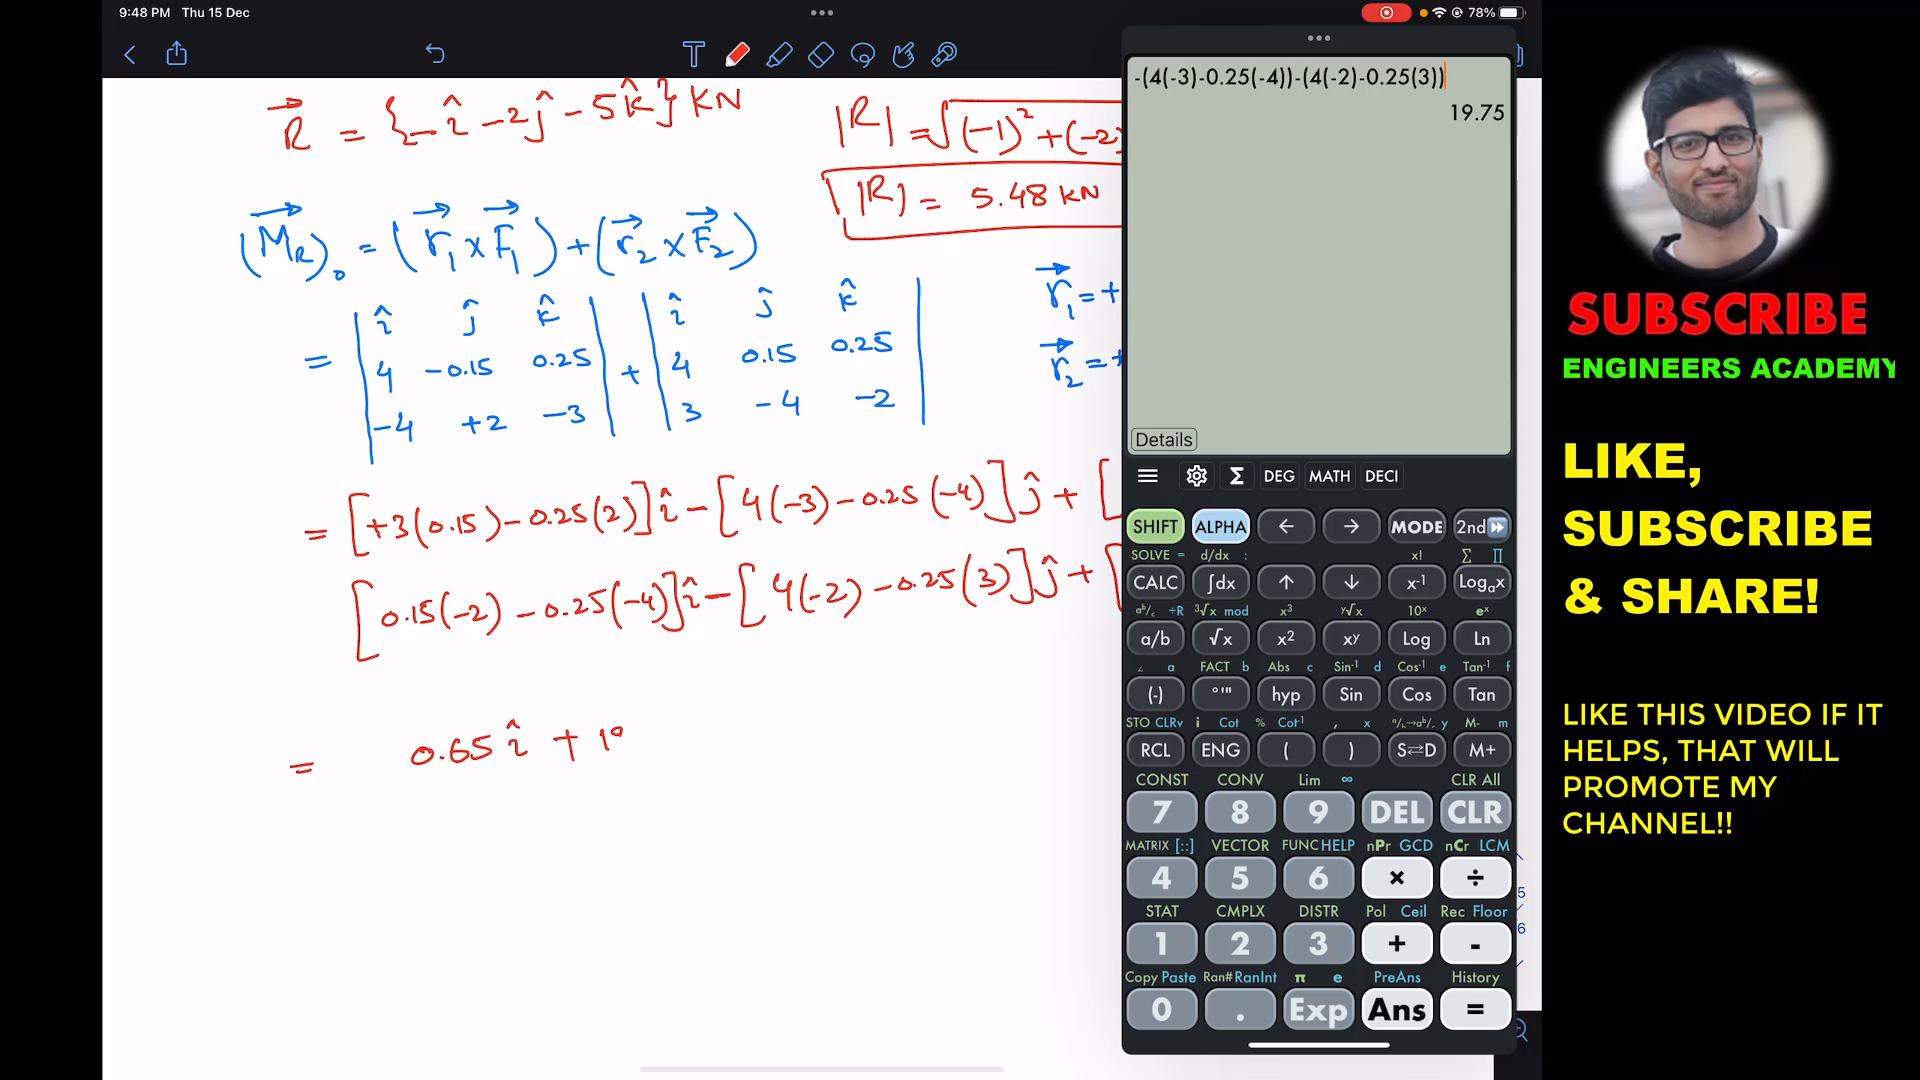 9:48 PM Thu 15 Dec
78%
R = {-î -2ĵ -5k̂} KN
|R| = √(-1)² + (-2)
|R| = 5.48 KN
(M_R)₀ = (r₁ x F₁) + (r₂ x F₂)
r₁ = +
r₂ = +
= | î ĵ k̂ | + | î ĵ k̂ |
4 -0.15 0.25 4 0.15 0.25
-4 +2 -3 3 -4 -2
= [+3(0.15) - 0.25(2)] î - [4(-3) - 0.25(-4)] ĵ + [
[0.15(-2) - 0.25(-4)] î - [4(-2) - 0.25(3)] ĵ + [
= 0.65 î + 19
-(4(-3)-0.25(-4))-(4(-2)-0.25(3))
19.75
Details
DEG MATH DECI
SHIFT ALPHA ← → MODE 2nd
SOLVE = d/dx : x! Σ Π
CALC ∫dx ↑ ↓ x-1 Logax
aᵇ/c ÷R ³√x mod x³ ʸ√x 10ˣ eˣ
a/b √x x² xʸ Log Ln
∠ a FACT b Abs c Sin⁻¹ d Cos⁻¹ e Tan⁻¹ f
(-) °'" hyp Sin Cos Tan
STO CLRv i Cot % Cot⁻¹ , x y M- m
RCL ENG ( ) S⇄D M+
CONST CONV Lim ∞ CLR All
7 8 9 DEL CLR
MATRIX [::] VECTOR FUNC HELP nPr GCD nCr LCM
4 5 6 × ÷
STAT CMPLX DISTR Pol Ceil Rec Floor
1 2 3 + -
Copy Paste Ran# RanInt π e PreAns History
0 . Exp Ans =
5
6
SUBSCRIBE
ENGINEERS ACADEMY
LIKE,
SUBSCRIBE
& SHARE!
LIKE THIS VIDEO IF IT
HELPS, THAT WILL
PROMOTE MY
CHANNEL!!